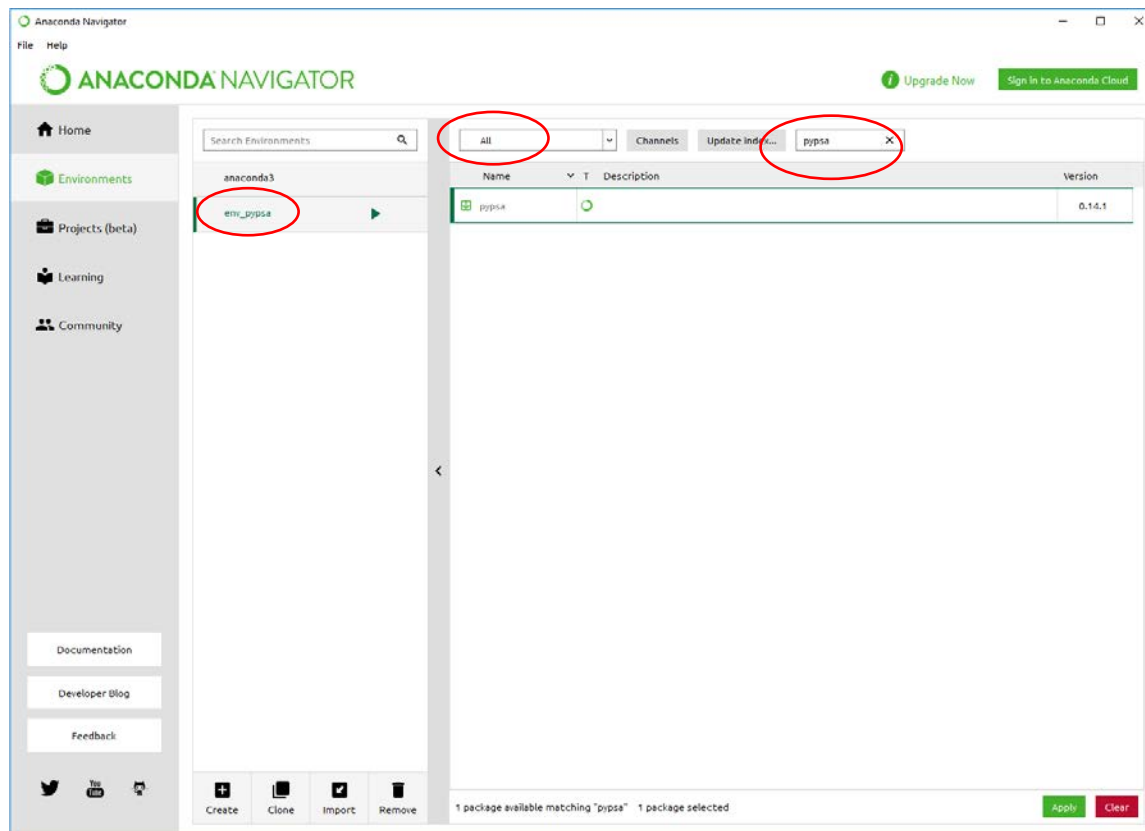 Anaconda Navigator
File Help
ANACONDA NAVIGATOR
Upgrade Now
Sign in to Anaconda Cloud
Home
Environments
Projects (beta)
Learning
Community
Documentation
Developer Blog
Feedback
You
Tube
Search Environments
anaconda3
env_pypsa
Create Clone Import Remove
All Channels Update index... pypsa
Name T Description Version
pypsa 0.14.1
1 package available matching "pypsa" 1 package selected
Apply Clear